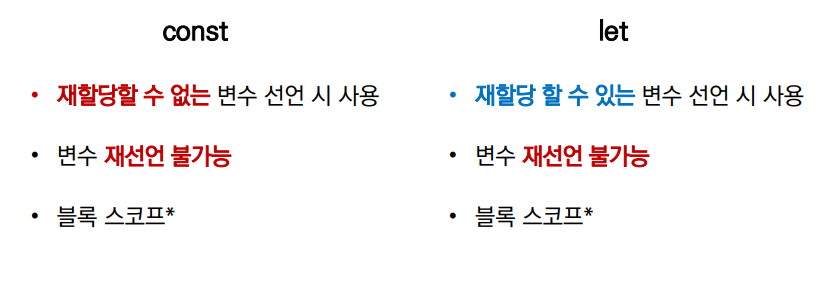 const
• 재할당할 수 없는 변수 선언 시 사용
• 변수 재선언 불가능
• 블록 스코프*
let
• 재할당 할 수 있는 변수 선언 시 사용
• 변수 재선언 불가능
• 블록 스코프*